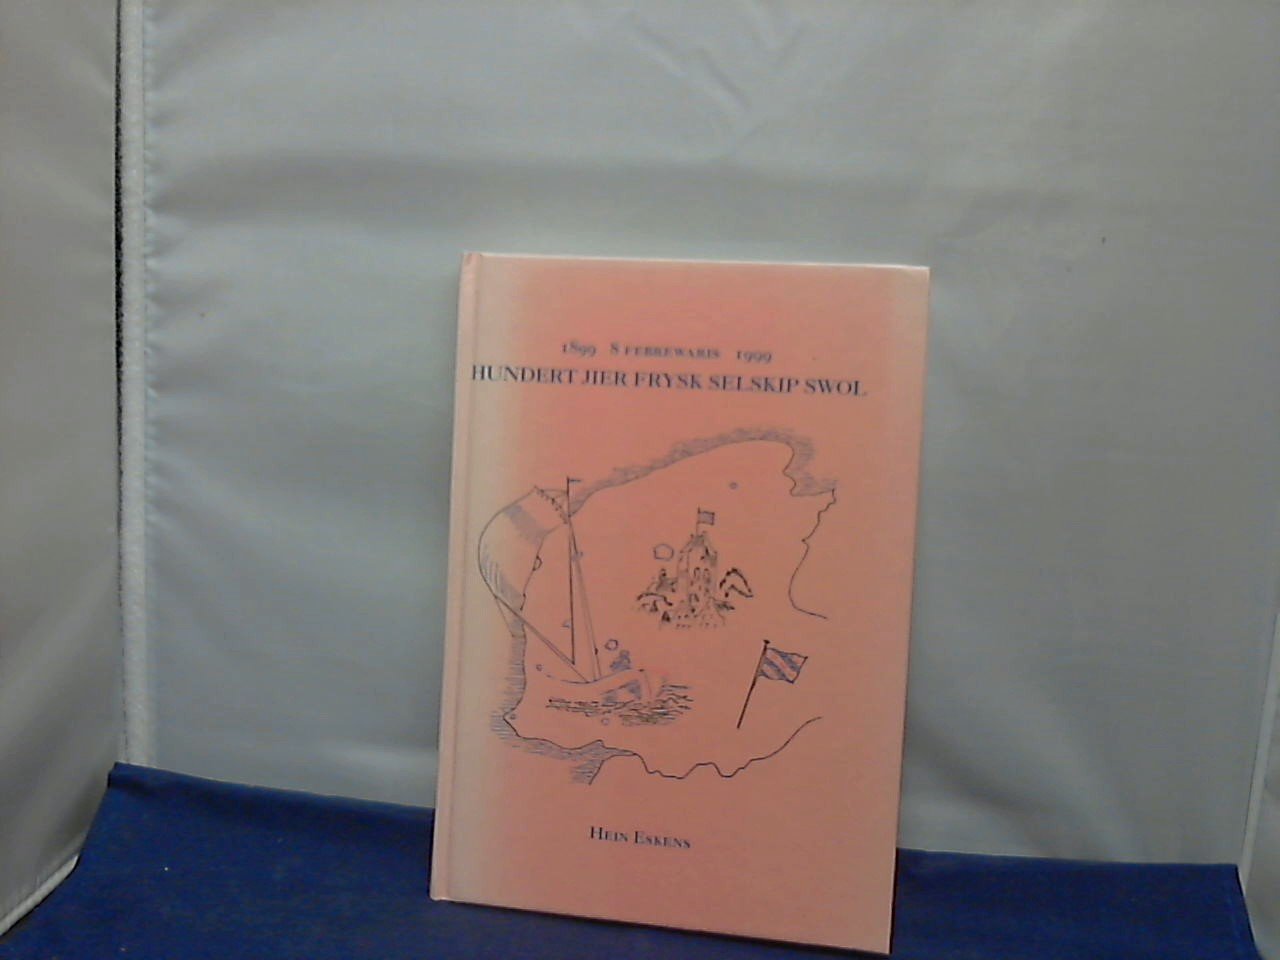 1899 8 FEBREWARIS 1999
HUNDERT JIER FRYSK SELSKIP SWOL
HEIN ESKENS